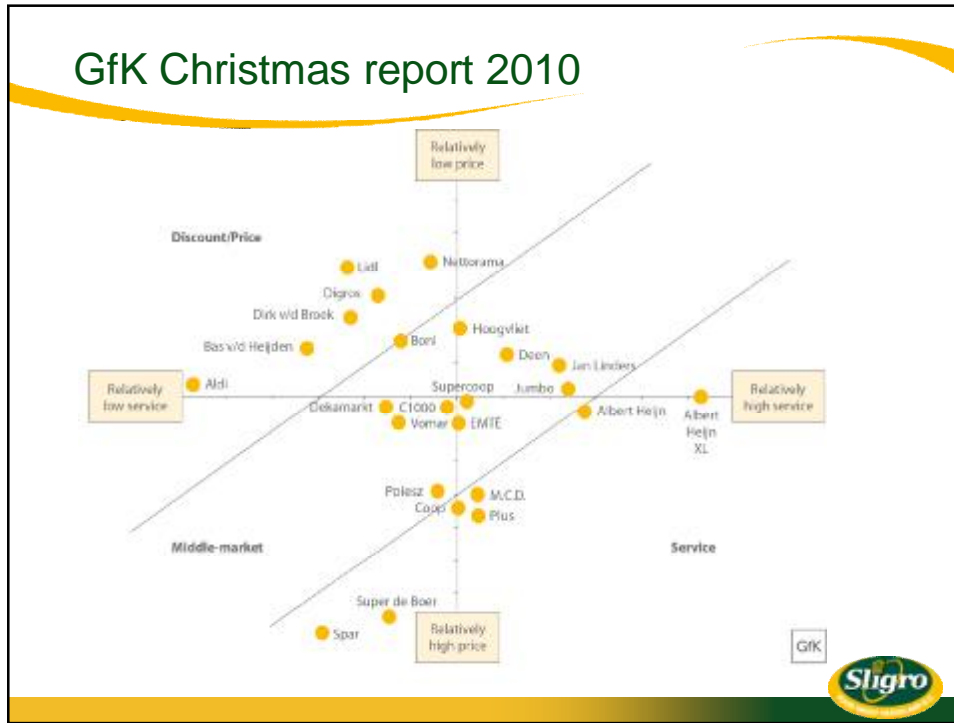 GfK Christmas report 2010
Relatively
low price
Discount/Price
Nettorama
Lidl
Digros
Dirk v/d Broek
Hoogvliet
Boni
Bas v/d Heijden
Deen
Jan Linders
Relatively
low service
Aldi
Supercoop
Jumbo
Relatively
high service
Dekamarkt
C1000
Albert Heijn
Albert
Heijn
XL
Vomar
EMTE
Poiesz
M.C.D.
Coop
Plus
Middle-market
Service
Super de Boer
Spar
Relatively
high price
GfK
Sligro